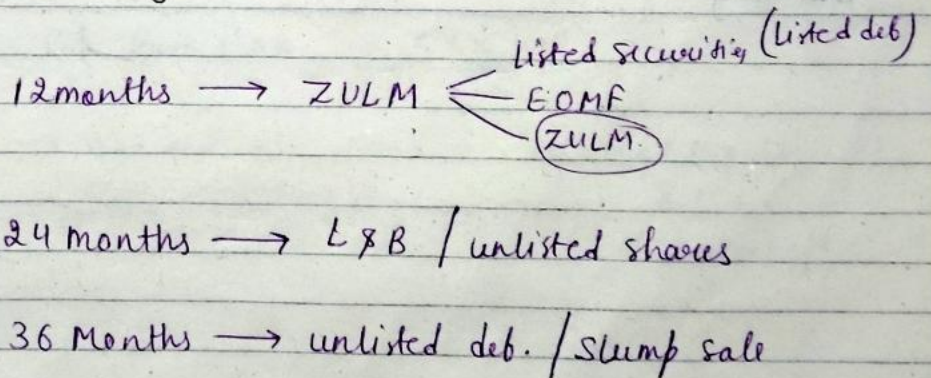 Listed securities (Listed deb)
12months → ZULM
EOMF
ZULM.
24 months → L & B / unlisted shares
36 Months → unlisted deb. / Slump sale